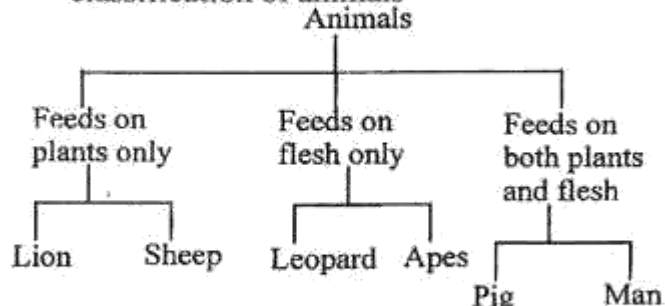 Animals
Feeds on
plants only
Feeds on
flesh only
Feeds on
both plants
and flesh
Lion
Sheep
Leopard
Apes
Pig
Man